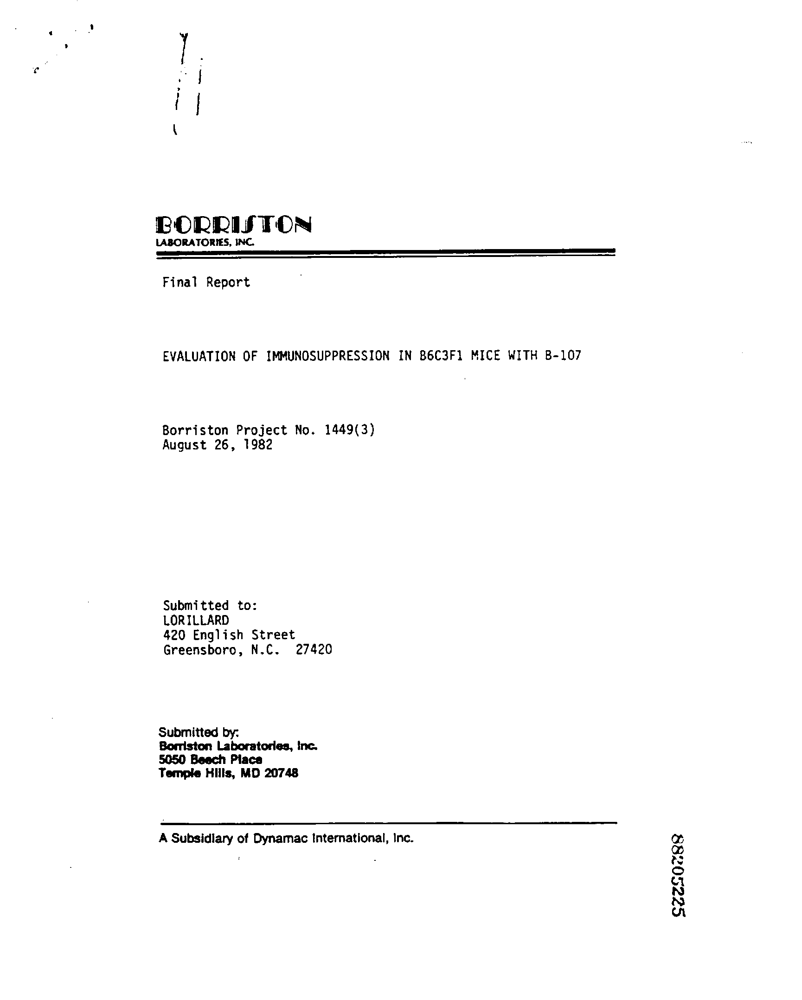 BORRISTON
LABORATORIES, INC.
Final Report
EVALUATION OF IMMUNOSUPPRESSION IN B6C3F1 MICE WITH B-107
Borriston Project No. 1449(3)
August 26, 1982
Submitted to:
LORILLARD
420 English Street
Greensboro, N.C. 27420
Submitted by:
Borriston Laboratories, Inc.
5050 Beech Place
Temple Hills, MD 20748
A Subsidiary of Dynamac International, Inc.
88205225